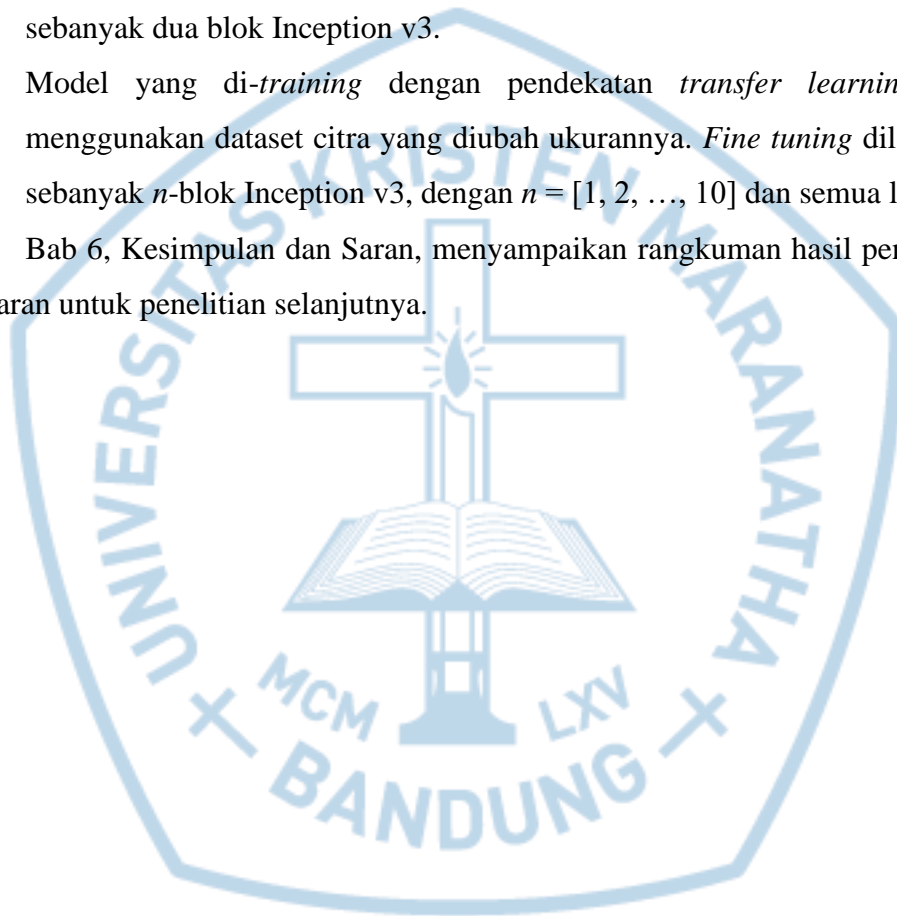 sebanyak dua blok Inception v3.
Model yang di-training dengan pendekatan transfer learnin
menggunakan dataset citra yang diubah ukurannya. Fine tuning dil
sebanyak n-blok Inception v3, dengan n = [1, 2, …, 10] dan semua l
Bab 6, Kesimpulan dan Saran, menyampaikan rangkuman hasil per
aran untuk penelitian selanjutnya.
UNIVERSITAS KRISTEN MARANATHA
MCM LXV
BANDUNG